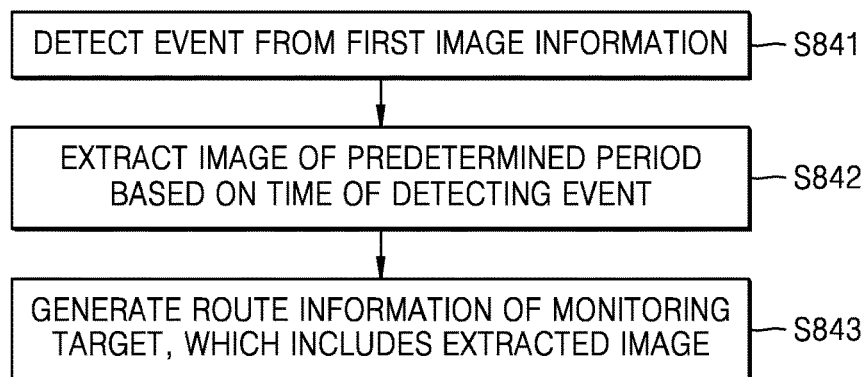 DETECT EVENT FROM FIRST IMAGE INFORMATION
S841
EXTRACT IMAGE OF PREDETERMINED PERIOD
BASED ON TIME OF DETECTING EVENT
S842
GENERATE ROUTE INFORMATION OF MONITORING
TARGET, WHICH INCLUDES EXTRACTED IMAGE
S843